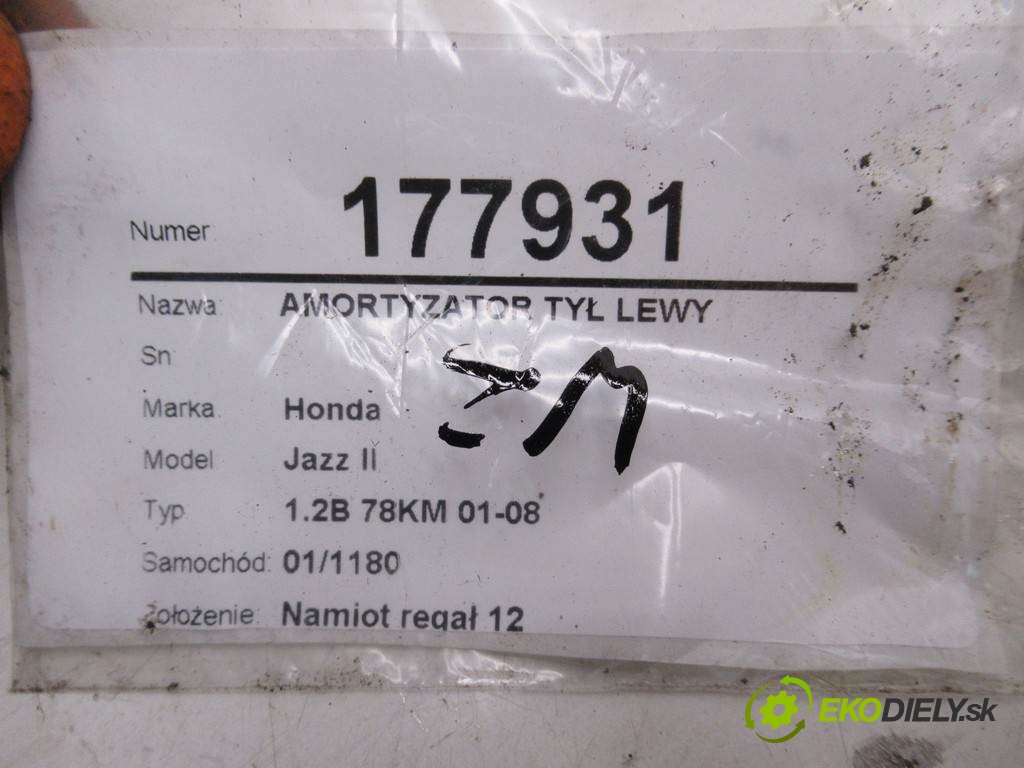 Numer 177931
Nazwa: AMORTYZATOR TYŁ LEWY
Sn
Marka: Honda
Model Jazz II
Typ 1.2B 78KM 01-08
Samochód: 01/1180
Położenie: Namiot regał 12
EKODIELY.sk